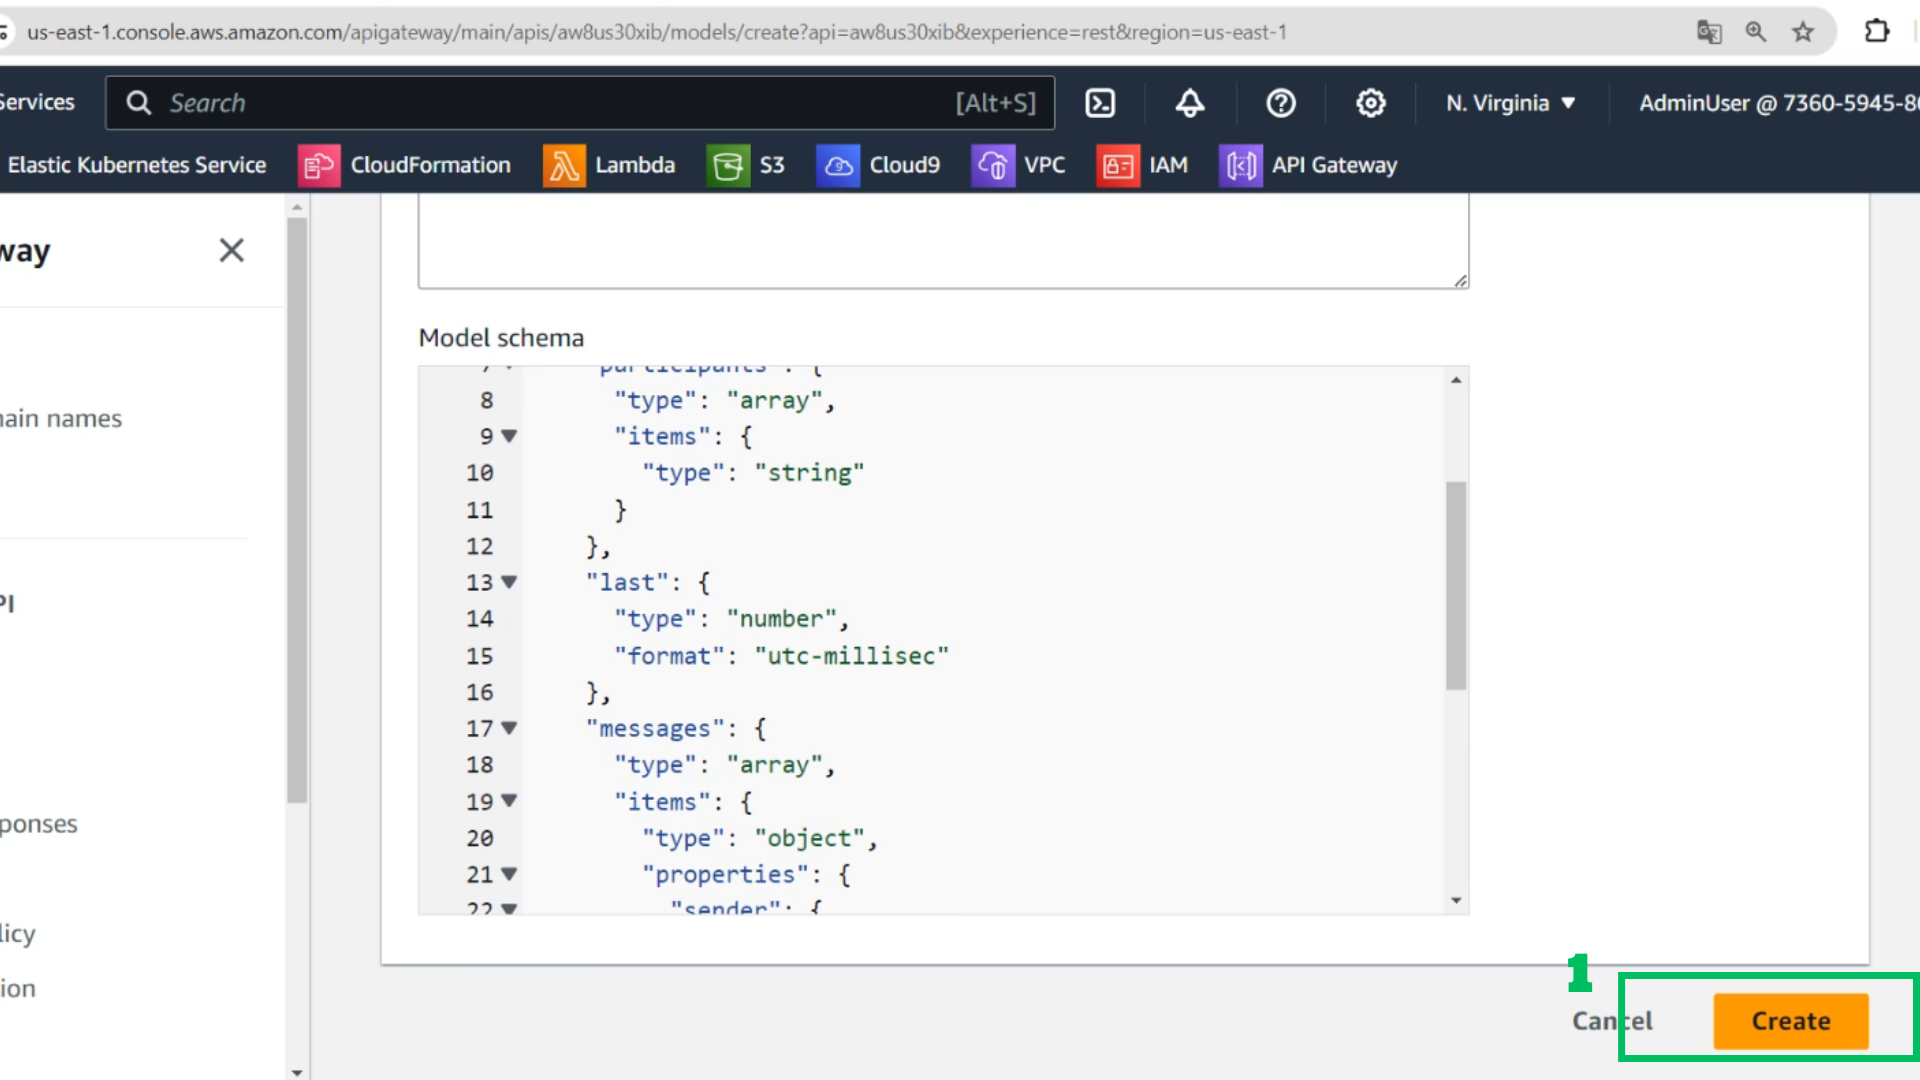 us-east-1.console.aws.amazon.com/apigateway/main/apis/aw8us30xib/models/create?api=aw8us30xib&experience=rest&region=us-east-1
Services
Search
[Alt+S]
N. Virginia
AdminUser @ 7360-5945-8
Elastic Kubernetes Service
CloudFormation
Lambda
S3
Cloud9
VPC
IAM
API Gateway
way
main names
PI
ponses
licy
ion
Model schema
7 participants": {
8 "type": "array",
9 "items": {
10 "type": "string"
11 }
12 },
13 "last": {
14 "type": "number",
15 "format": "utc-millisec"
16 },
17 "messages": {
18 "type": "array",
19 "items": {
20 "type": "object",
21 "properties": {
22 "sender": {
1
Cancel
Create